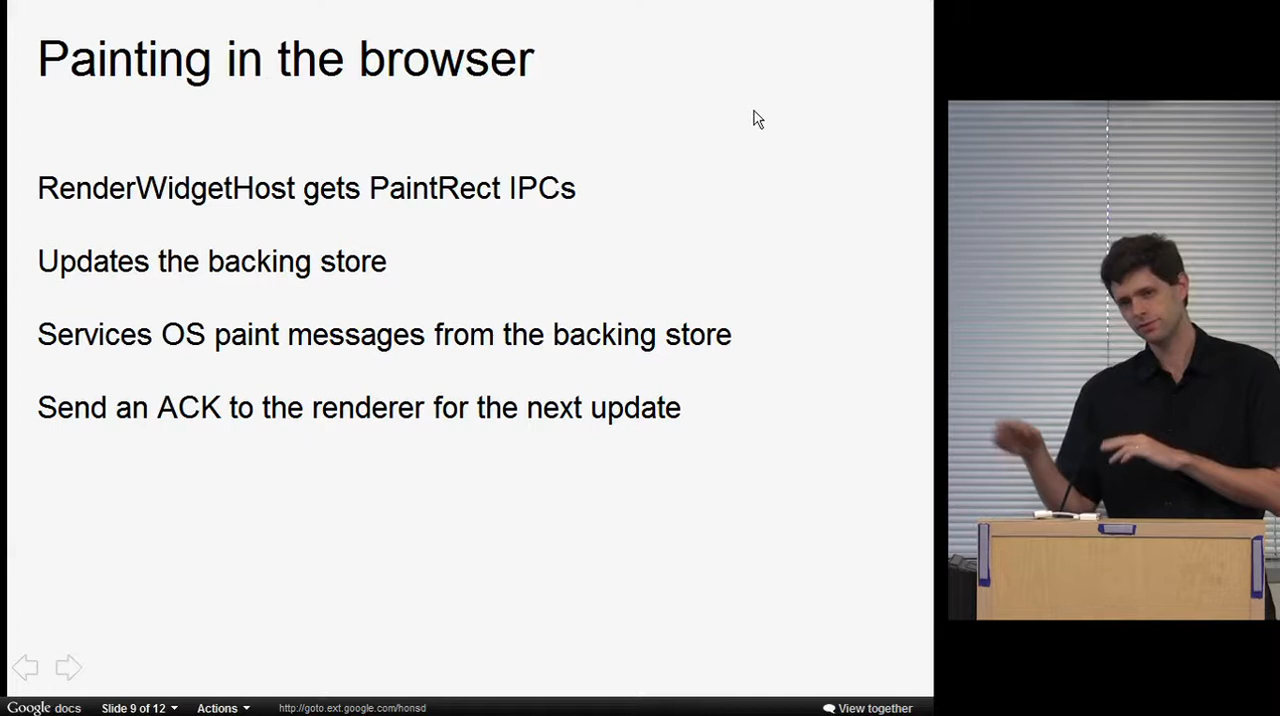 Painting in the browser
RenderWidgetHost gets PaintRect IPCs
Updates the backing store
Services OS paint messages from the backing store
Send an ACK to the renderer for the next update
Google docs
Slide 9 of 12
Actions
http://goto.ext.google.com/honsd
View together